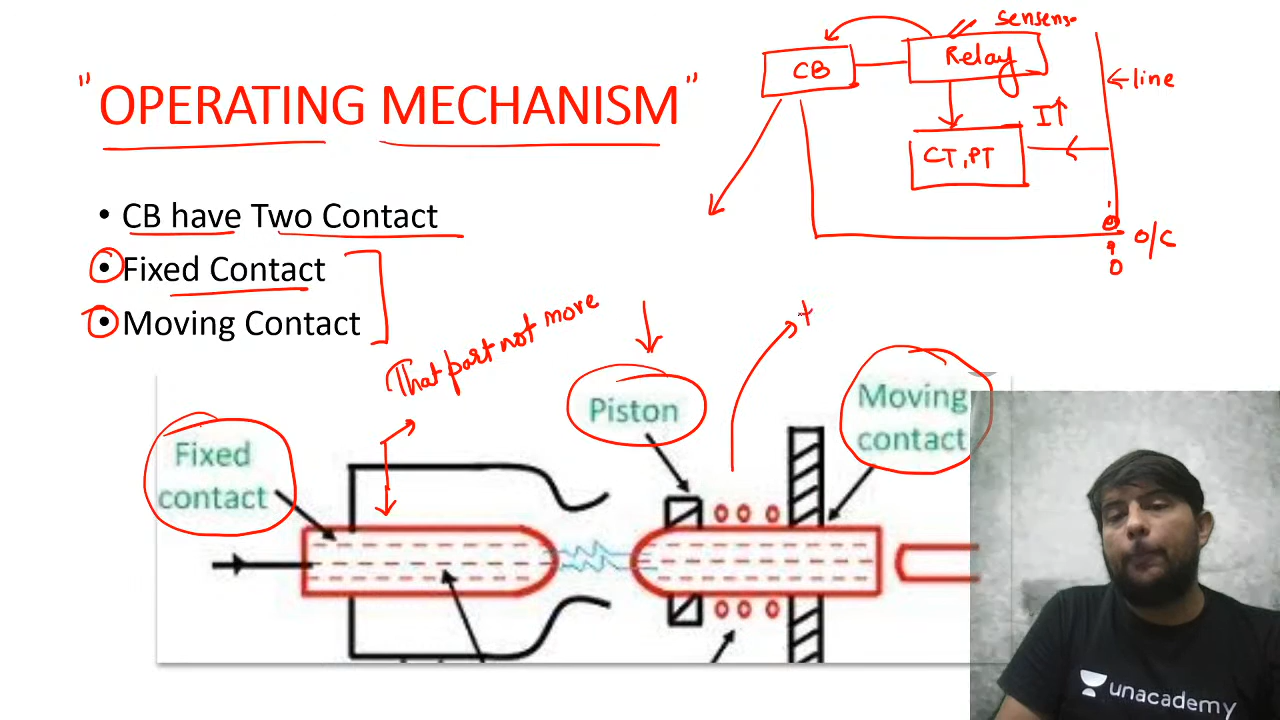 "OPERATING MECHANISM"
• CB have Two Contact
• Fixed Contact
• Moving Contact
sensens
CB
Relay
←line
I↑
CT, PT
O/C
That part not move
Piston
Moving
contact
Fixed
contact
unacademy